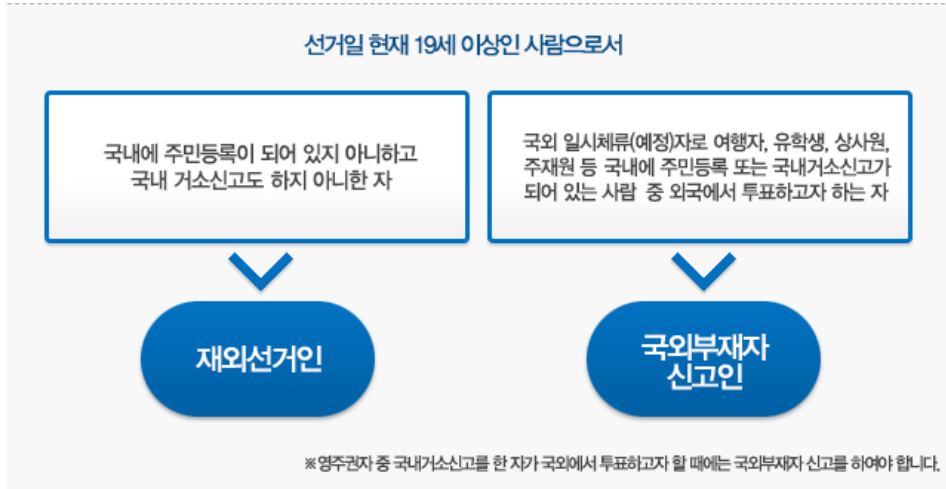 선거일 현재 19세 이상인 사람으로서
국내에 주민등록이 되어 있지 아니하고
국내 거소신고도 하지 아니한 자
국외 일시체류(예정)자로 여행자, 유학생, 상사원,
주재원 등 국내에 주민등록 또는 국내거소신고가
되어 있는 사람 중 외국에서 투표하고자 하는 자
재외선거인
국외부재자
신고인
※영주권자 중 국내거소신고를 한 자가 국외에서 투표하고자 할 때에는 국외부재자 신고를 하여야 합니다.